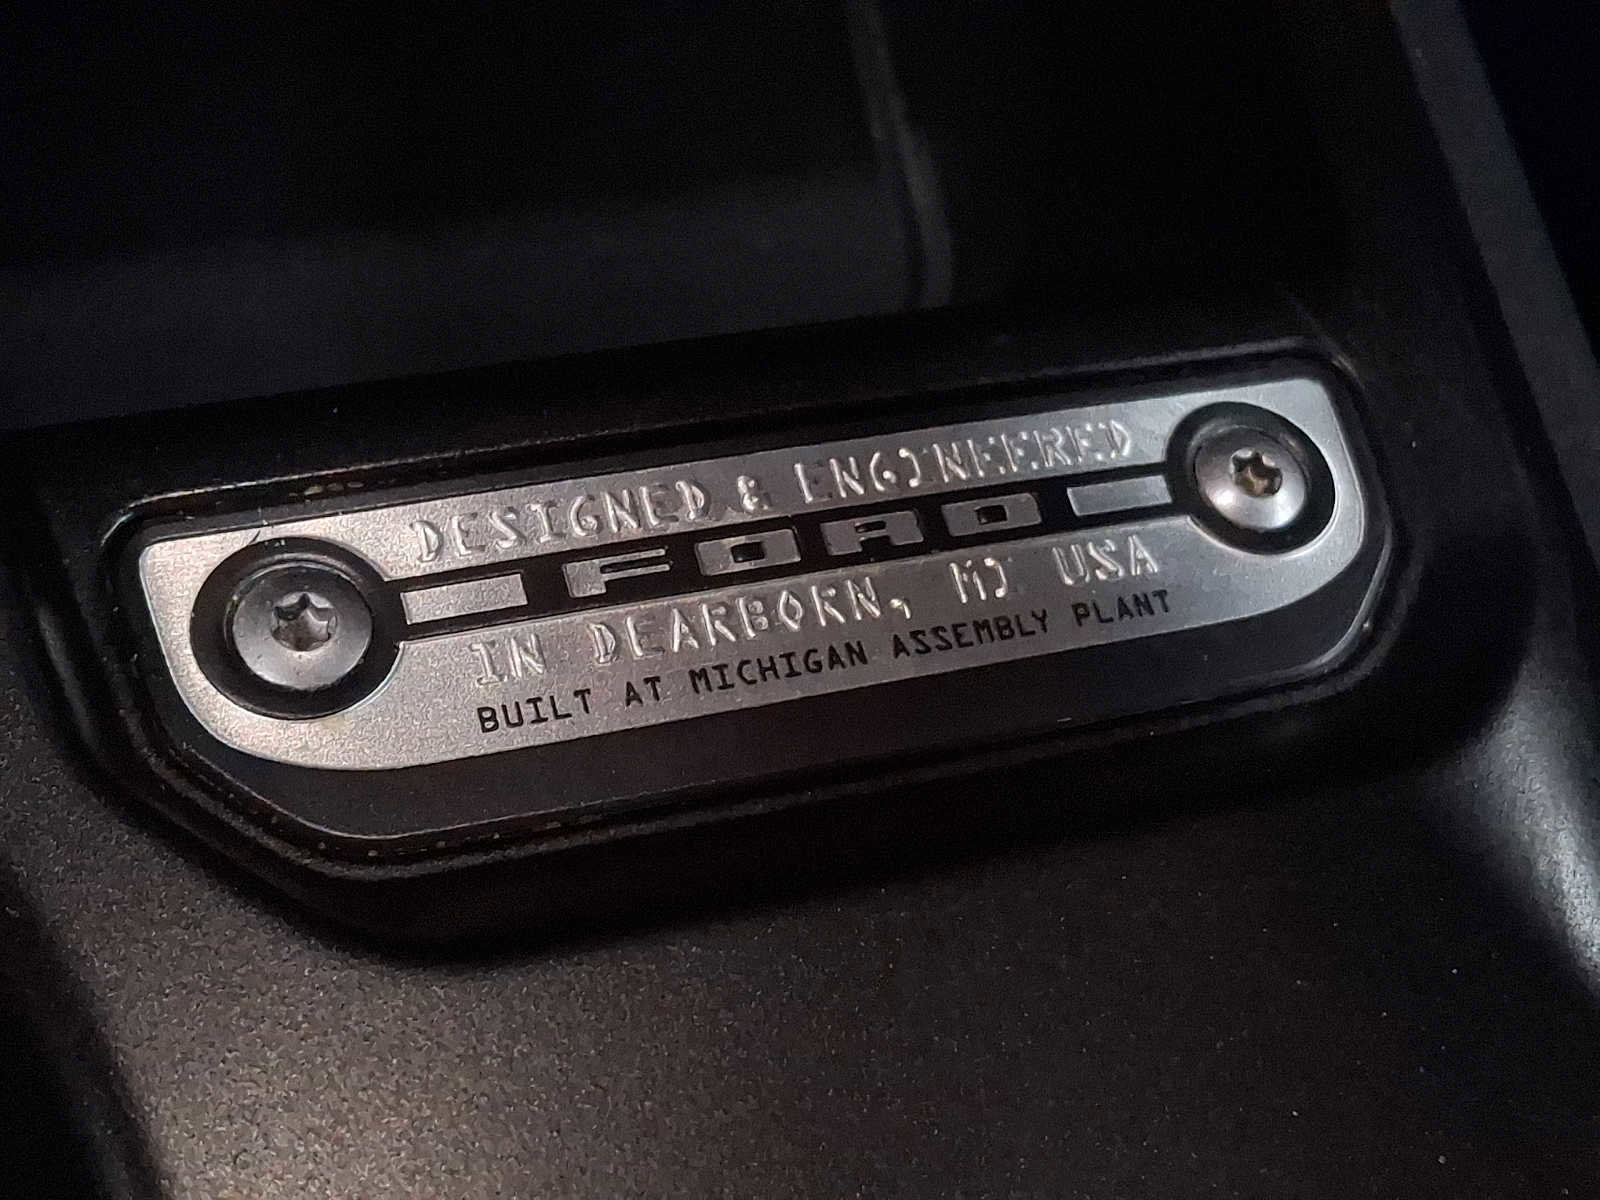 DESIGNED & ENGINEERED
FORD
IN DEARBORN, MI USA
BUILT AT MICHIGAN ASSEMBLY PLANT